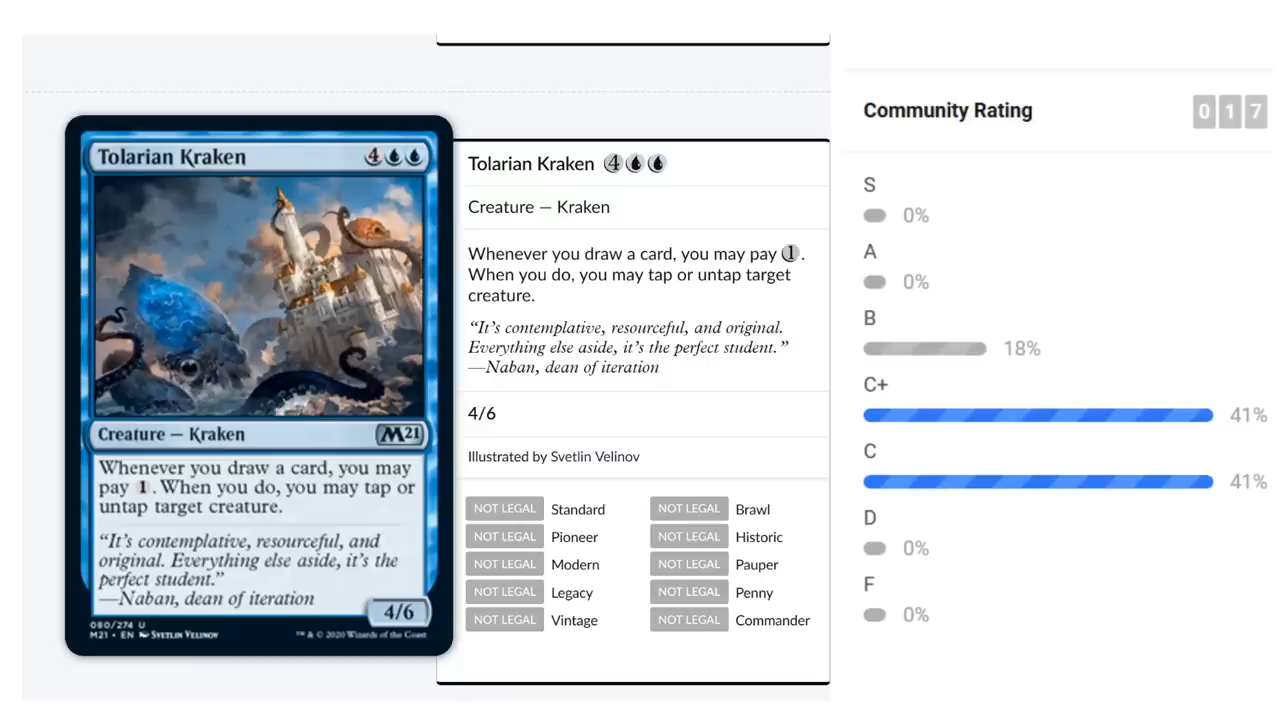 Tolarian Kraken 4
Whenever you draw a card, you may
pay 1. When you do, you may tap or
untap target creature.
Creature — Kraken M21
"It's contemplative, resourceful, and
original. Everything else aside, it's the
perfect student."
—Naban, dean of iteration
4/6
080/274 U
M21 • EN Svetlin Velinov
™ & © 2020 Wizards of the Coast
Tolarian Kraken 4
Creature — Kraken
Whenever you draw a card, you may pay 1.
When you do, you may tap or untap target
creature.
"It's contemplative, resourceful, and original.
Everything else aside, it's the perfect student."
—Naban, dean of iteration
4/6
Illustrated by Svetlin Velinov
NOT LEGAL Standard NOT LEGAL Brawl
NOT LEGAL Pioneer NOT LEGAL Historic
NOT LEGAL Modern NOT LEGAL Pauper
NOT LEGAL Legacy NOT LEGAL Penny
NOT LEGAL Vintage NOT LEGAL Commander
Community Rating 0 1 7
S
0%
A
0%
B
18%
C+
41%
C
41%
D
0%
F
0%